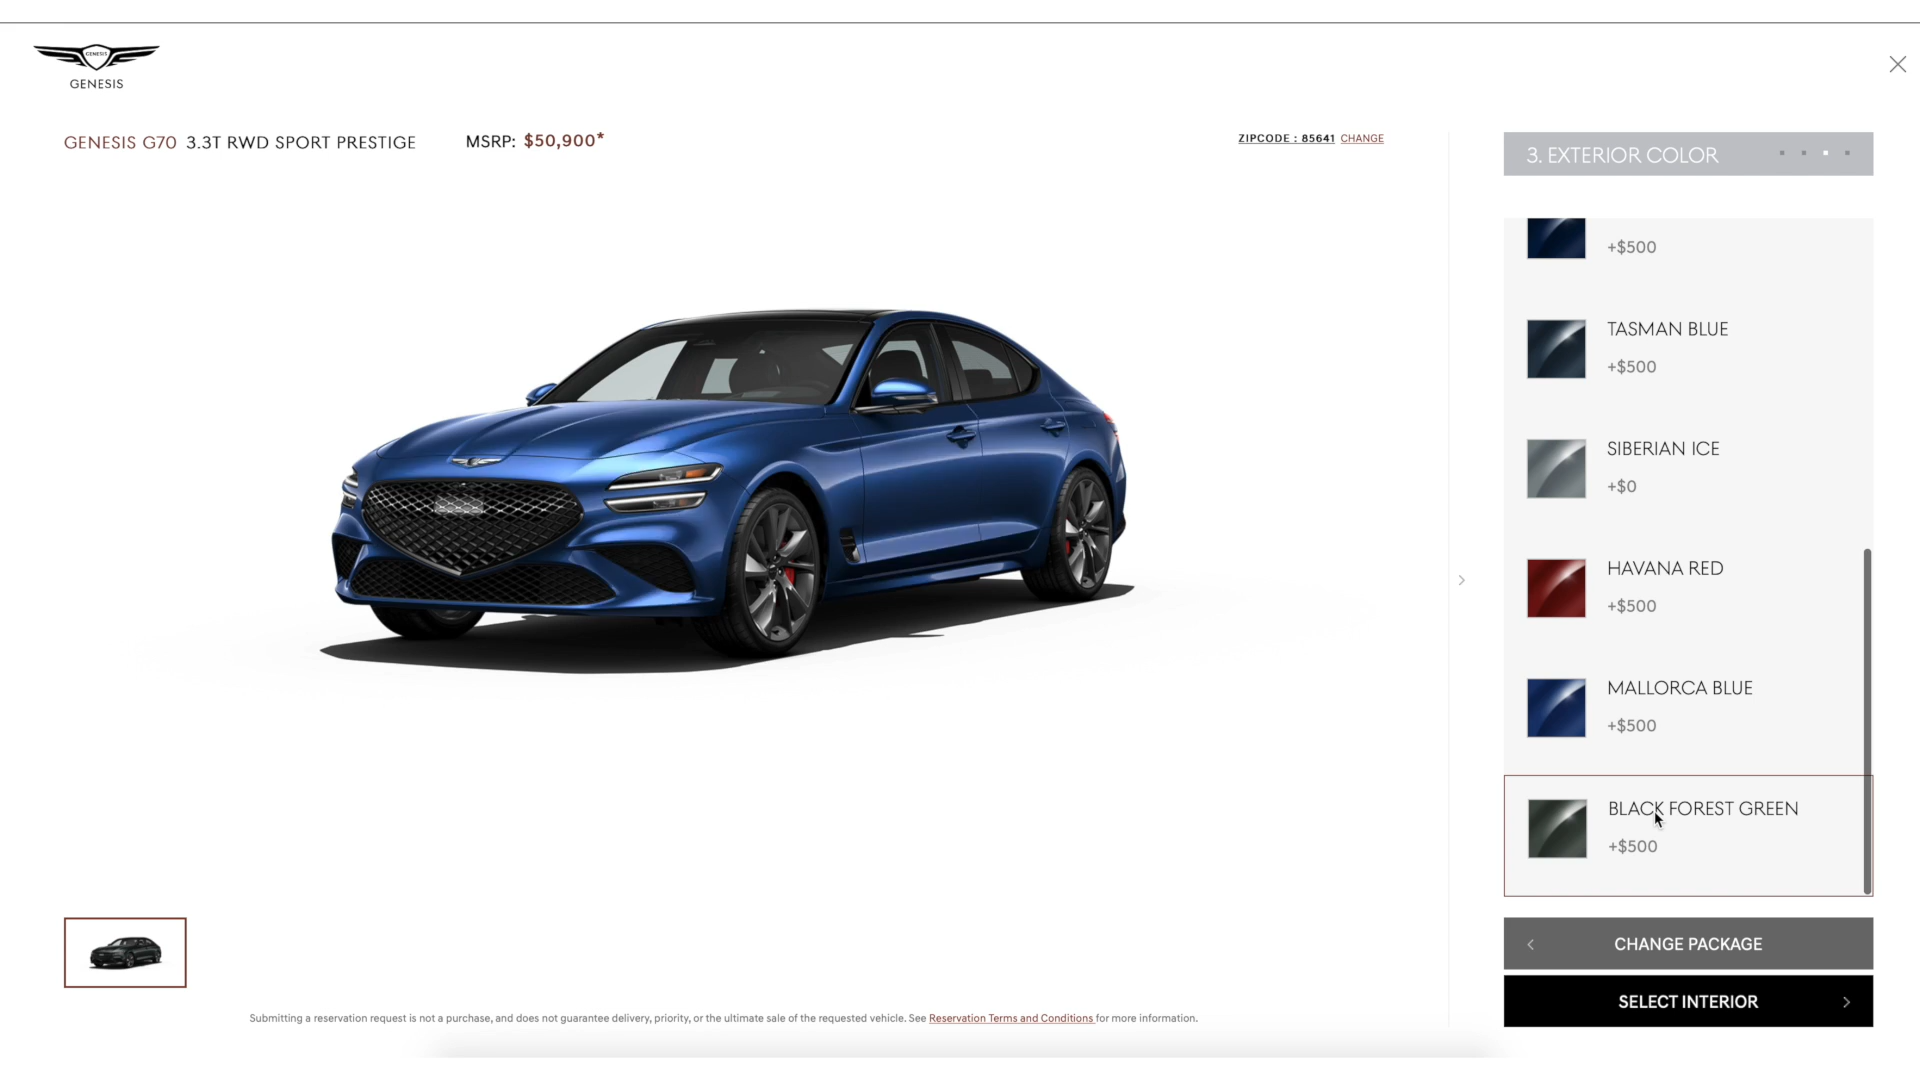 GENESIS
GENESIS
GENESIS G70 3.3T RWD SPORT PRESTIGE MSRP: $50,900*
ZIPCODE : 85641 CHANGE
3. EXTERIOR COLOR
+$500
TASMAN BLUE
+$500
SIBERIAN ICE
+$0
HAVANA RED
+$500
MALLORCA BLUE
+$500
BLACK FOREST GREEN
+$500
CHANGE PACKAGE
SELECT INTERIOR
Submitting a reservation request is not a purchase, and does not guarantee delivery, priority, or the ultimate sale of the requested vehicle. See Reservation Terms and Conditions for more information.